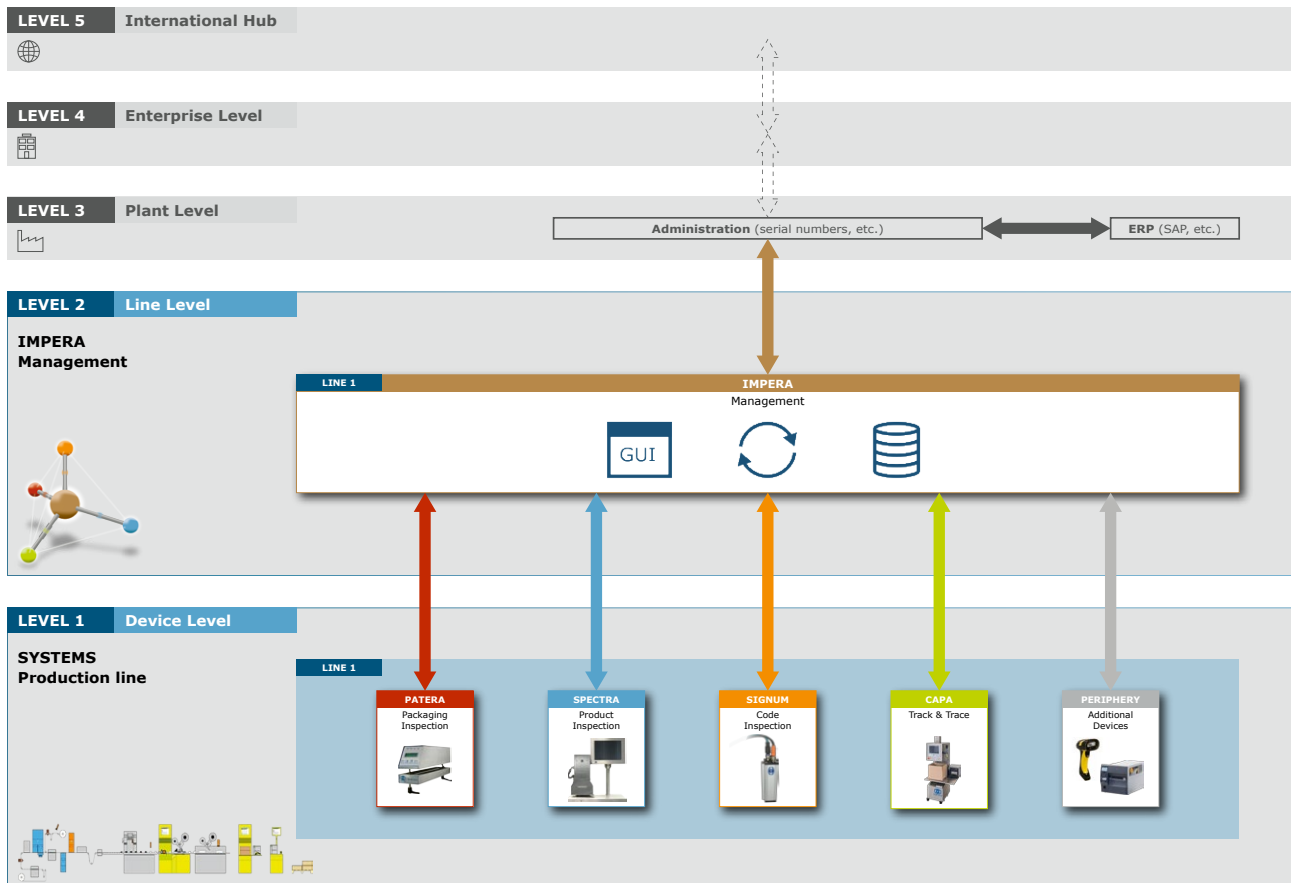 LEVEL 5 International Hub
LEVEL 4 Enterprise Level
LEVEL 3 Plant Level
Administration (serial numbers, etc.)
ERP (SAP, etc.)
LEVEL 2 Line Level
IMPERA
Management
LINE 1
IMPERA
Management
GUI
LEVEL 1 Device Level
SYSTEMS
Production line
LINE 1
PATERA
Packaging
Inspection
SPECTRA
Product
Inspection
SIGNUM
Code
Inspection
CAPA
Track & Trace
PERIPHERY
Additional
Devices